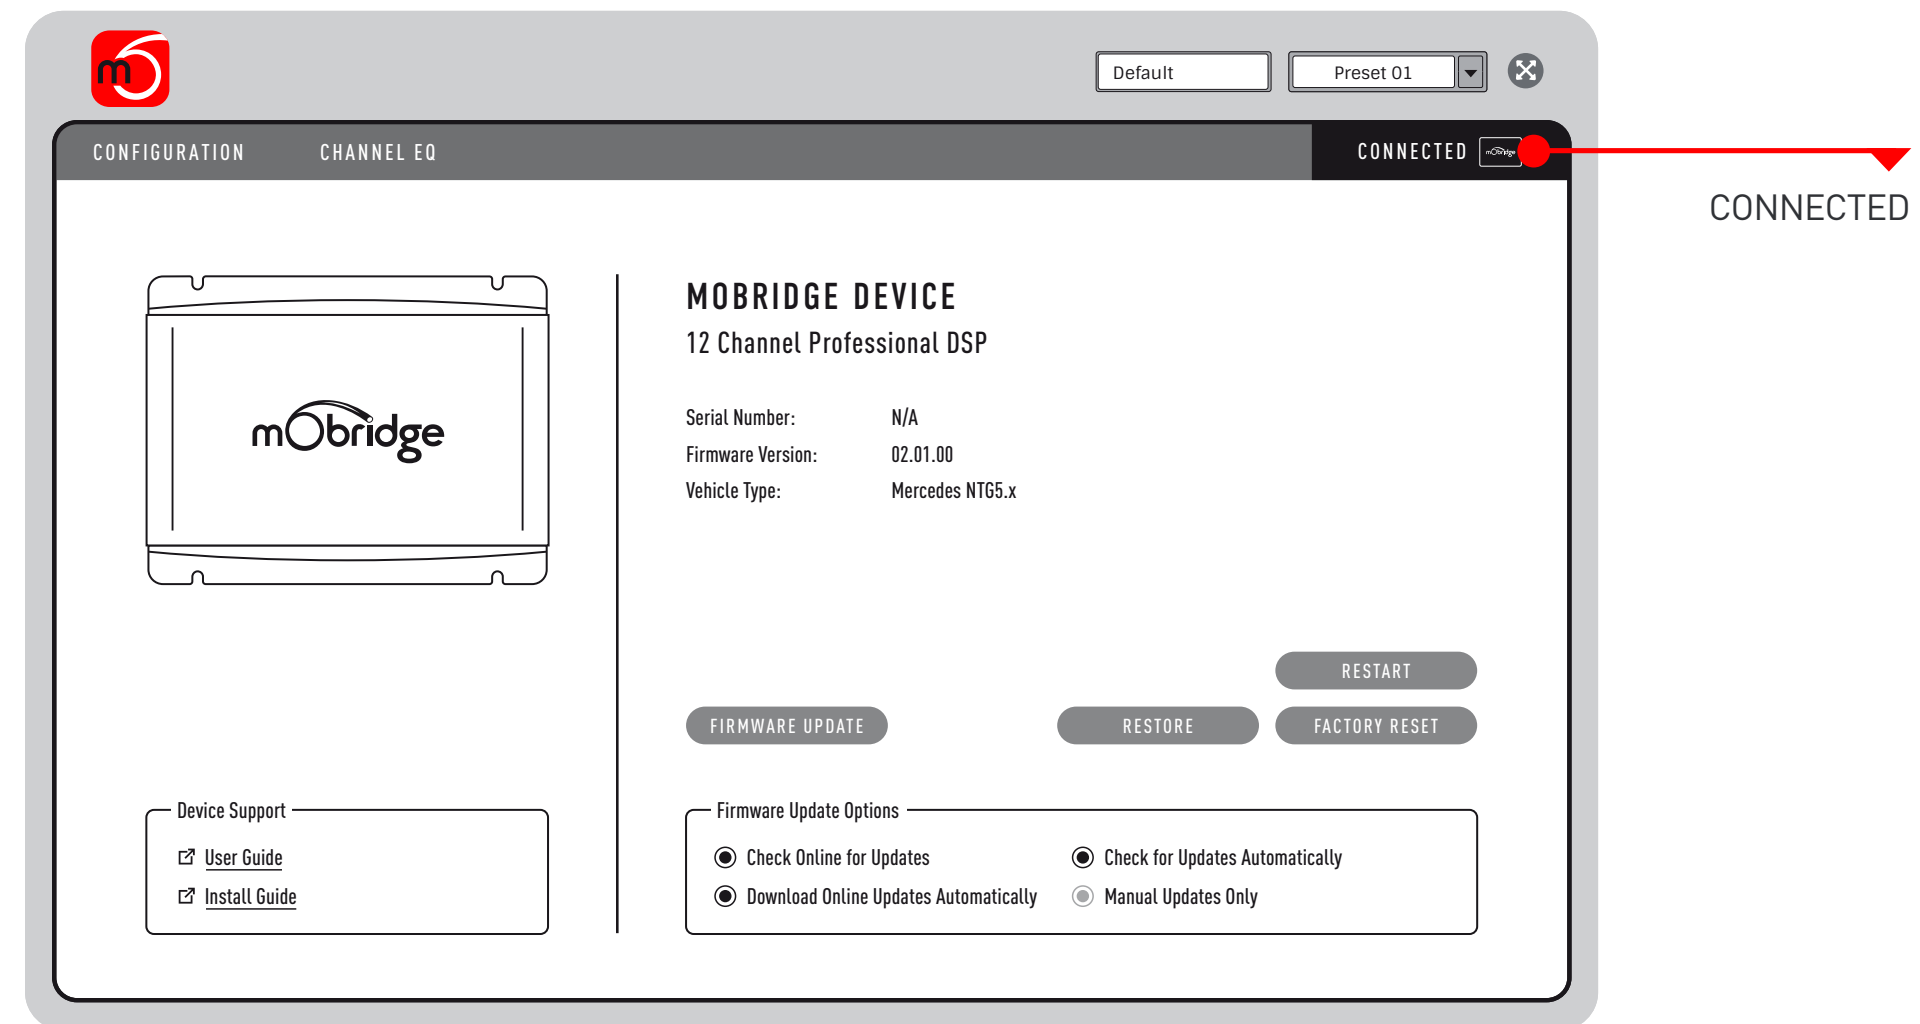 m
Default
Preset 01
CONFIGURATION
CHANNEL EQ
CONNECTED
mObridge
CONNECTED
MOBRIDGE DEVICE
12 Channel Professional DSP
mObridge
Serial Number: N/A
Firmware Version: 02.01.00
Vehicle Type: Mercedes NTG5.x
RESTART
FIRMWARE UPDATE
RESTORE
FACTORY RESET
Device Support
User Guide
Install Guide
Firmware Update Options
Check Online for Updates
Check for Updates Automatically
Download Online Updates Automatically
Manual Updates Only